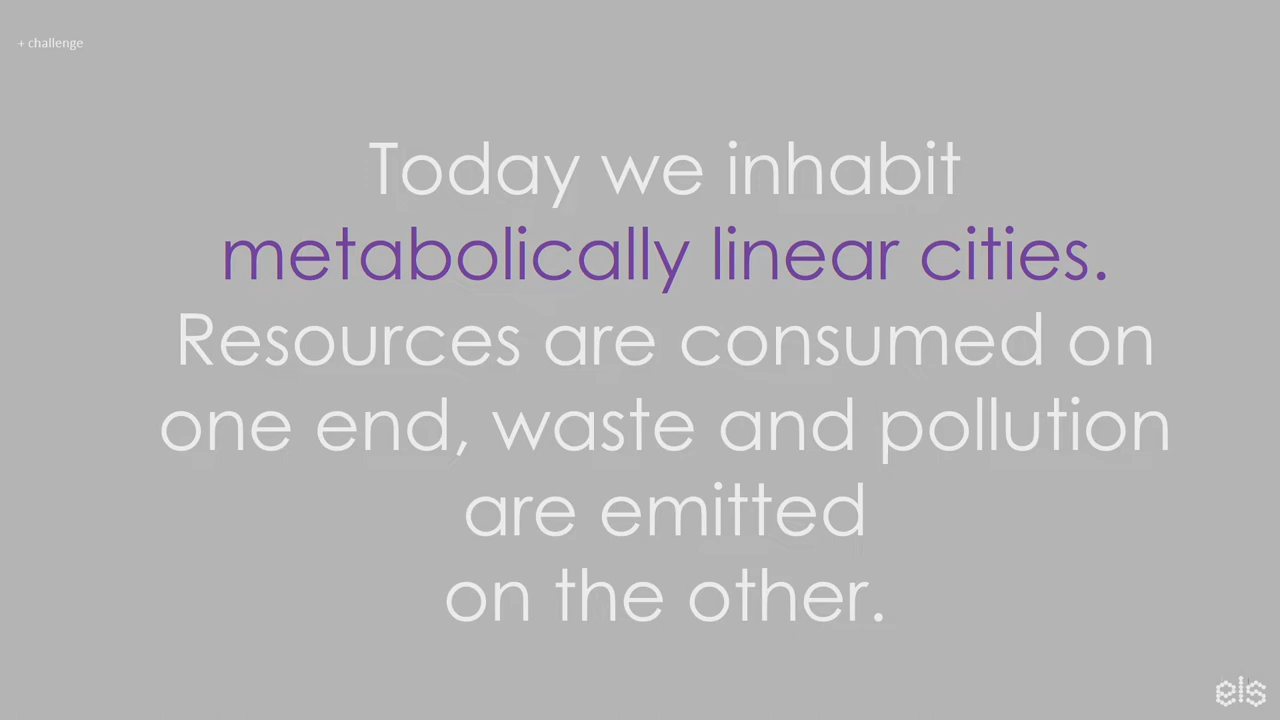 + challenge
Today we inhabit
metabolically linear cities.
Resources are consumed on
one end, waste and pollution
are emitted
on the other.
els